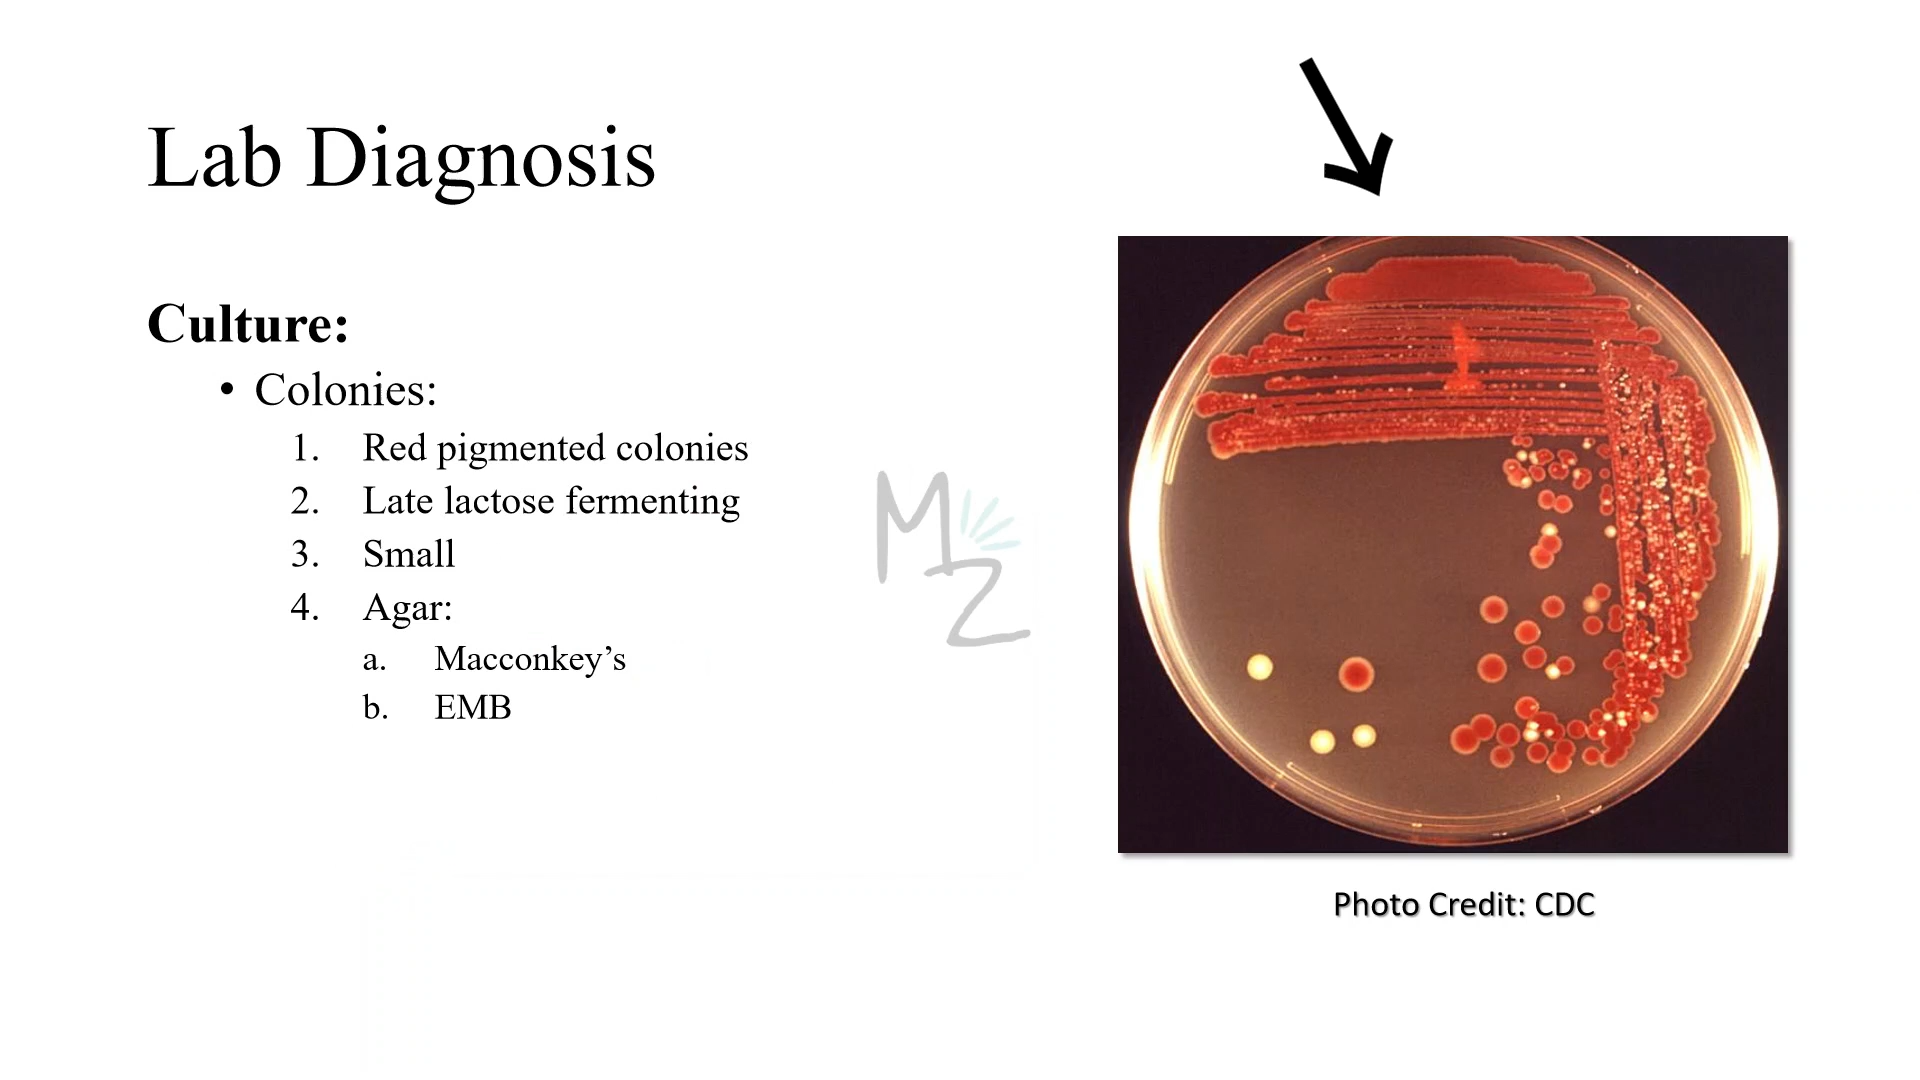 Lab Diagnosis
Culture:
• Colonies:
1. Red pigmented colonies
2. Late lactose fermenting
3. Small
4. Agar:
a. Macconkey’s
b. EMB
MZ
Photo Credit: CDC